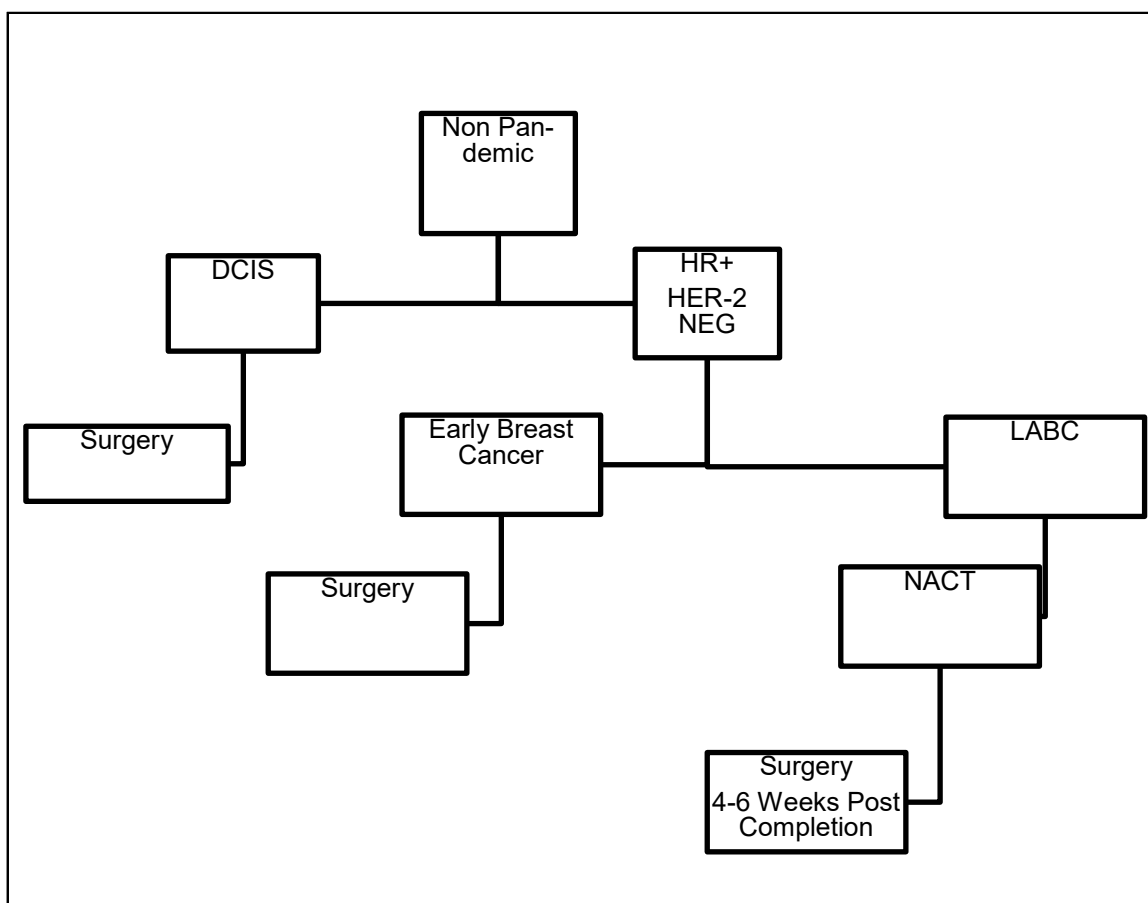 Non Pan-
demic
DCIS
HR+
HER-2
NEG
Surgery
Early Breast
Cancer
LABC
Surgery
NACT
Surgery
4-6 Weeks Post
Completion